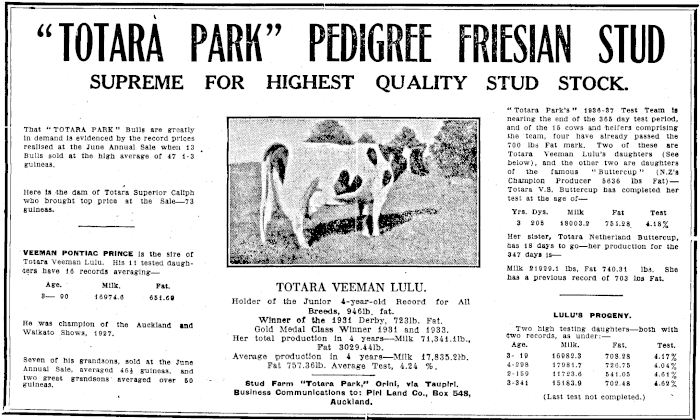 "TOTARA PARK" PEDIGREE FRIESIAN STUD
SUPREME FOR HIGHEST QUALITY STUD STOCK.
That "TOTARA PARK" Bulls are greatly
in demand is evidenced by the record prices
realised at the June Annual Sale when 13
Bulls sold at the high average of 47 1-3
guineas.
Here is the dam of Totara Superior Caliph
who brought top price at the Sale—73
guineas.
VEEMAN PONTIAC PRINCE is the sire of
Totara Veeman Lulu. His 11 tested daugh-
ters have 16 records averaging—
Age. Milk. Fat.
3— 90 16974.6 651.69
He was champion of the Auckland and
Waikato Shows, 1927.
Seven of his grandsons, sold at the June
Annual Sale, averaged 46½ guineas, and
two great grandsons averaged over 50
guineas.
TOTARA VEEMAN LULU.
Holder of the Junior 4-year-old Record for All
Breeds, 946lb. fat.
Winner of the 1931 Derby, 723lb. Fat.
Gold Medal Class Winner 1931 and 1933.
Her total production in 4 years—Milk 71,341.1lb.,
Fat 3029.44lb.
Average production in 4 years—Milk 17,835.2lb.
Fat 757.36lb. Average Test, 4.24 %.
Stud Farm "Totara Park," Orini, via Taupiri.
Business Communications to: Piri Land Co., Box 548,
Auckland.
"Totara Park's" 1936-37 Test Team is
nearing the end of the 365 day test period,
and of the 15 cows and heifers comprising
the team, four have already passed the
700 lbs Fat mark. Two of these are
Totara Veeman Lulu's daughters (See
below), and the other two are daughters
of the famous "Buttercup" (N.Z's
Champion Producer 5636 lbs Fat)—
Totara V.S. Buttercup has completed her
test at the age of—
Yrs. Dys. Milk Fat Test
3 205 18003.2 751.28 4.18%
Her sister, Totara Netherland Buttercup,
has 18 days to go—her production for the
347 days is—
Milk 21929.1 lbs, Fat 740.31 lbs. She
has a previous record of 703 lbs Fat.
LULU'S PROGENY.
Two high testing daughters—both with
two records, as under:—
Age. Milk. Fat. Test.
3- 19 16982.3 708.28 4.17%
4-298 17981.7 725.06 4.04%
2-159 11723.6 541.05 4.61%
3-341 15183.9 702.48 4.62%
(Last test not completed.)